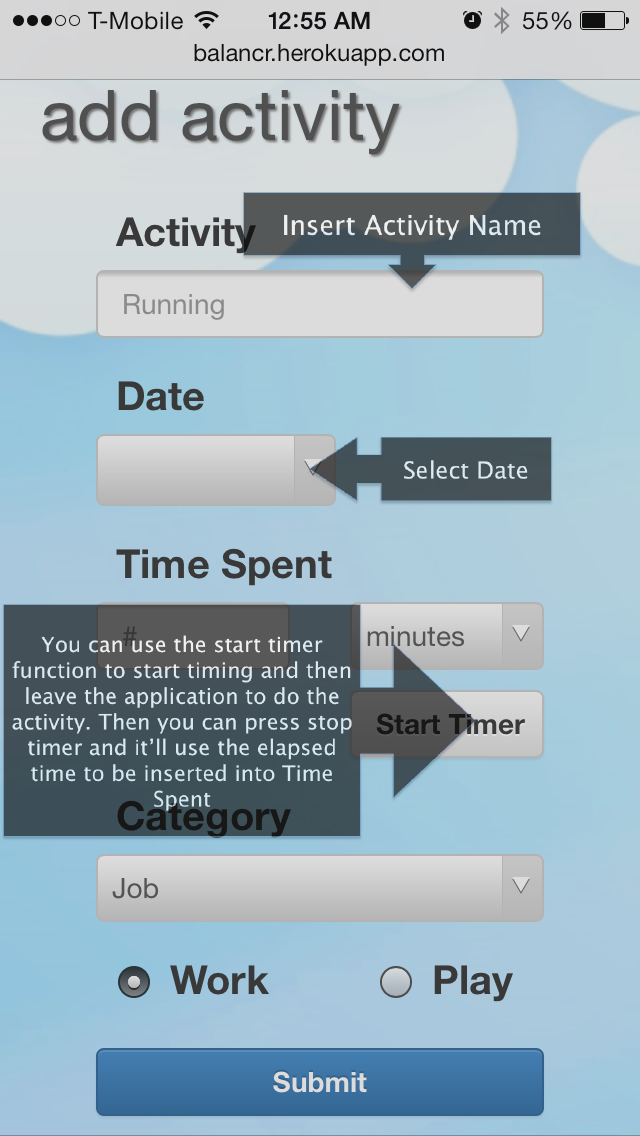 T-Mobile 12:55 AM 55%
balancr.herokuapp.com
add activity
Activity
Insert Activity Name
Running
Date
Select Date
Time Spent
#
minutes
You can use the start timer
function to start timing and then
leave the application to do the
activity. Then you can press stop
timer and it'll use the elapsed
time to be inserted into Time
Spent
Start Timer
Category
Job
Work Play
Submit